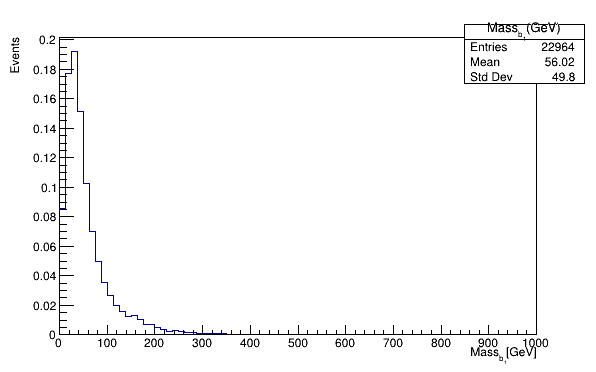 Mass_b_1 (GeV)
Entries 22964
Mean 56.02
Std Dev 49.8
Events
0.2
0.18
0.16
0.14
0.12
0.1
0.08
0.06
0.04
0.02
0
0 100 200 300 400 500 600 700 800 900 1000
Mass_b_1 [GeV]